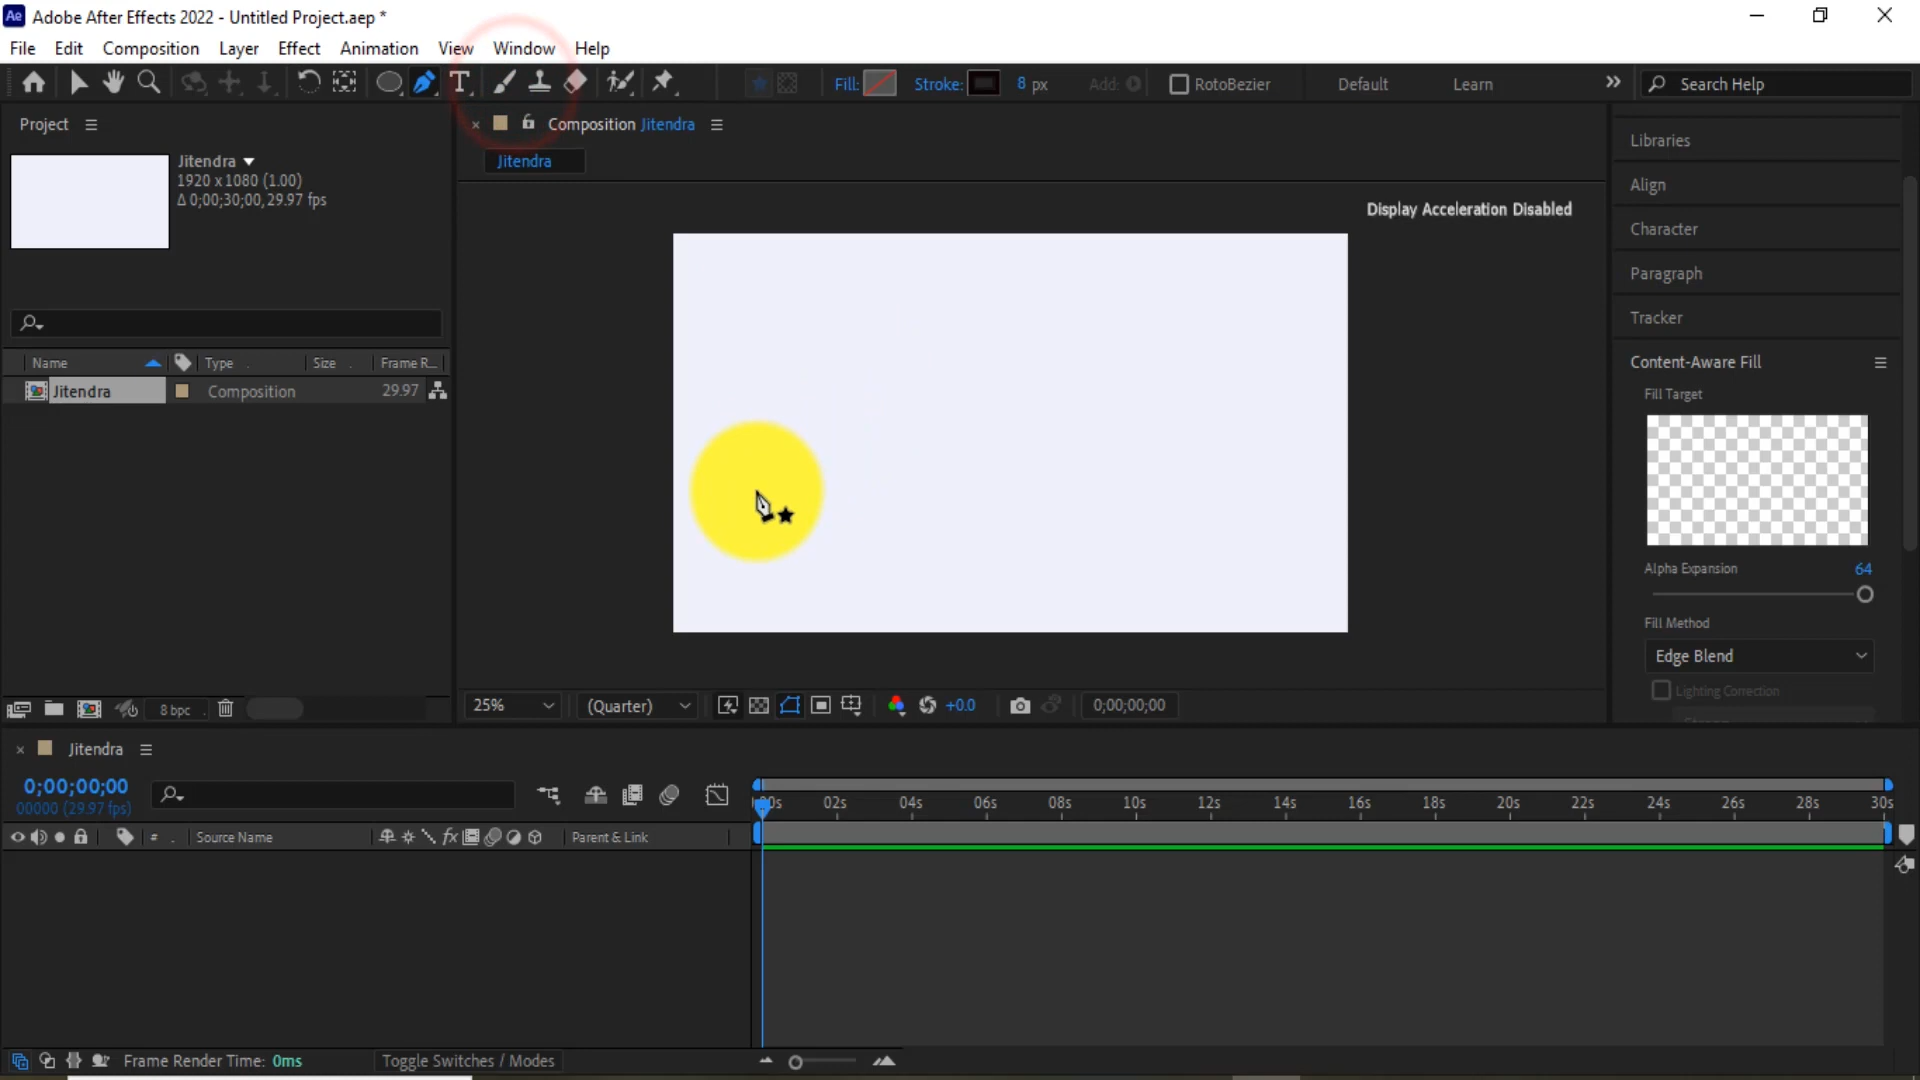 Ae Adobe After Effects 2022 - Untitled Project.aep *
File Edit Composition Layer Effect Animation View Window Help
T Fill: Stroke: 8 px Add: RotoBezier Default Learn Search Help
Project
Composition Jitendra
Jitendra
Jitendra
1920 x 1080 (1.00)
Δ 0;00;30;00, 29.97 fps
Display Acceleration Disabled
Libraries
Align
Character
Paragraph
Tracker
Content-Aware Fill
Fill Target
Alpha Expansion 64
Fill Method
Edge Blend
Lighting Correction
Name Type Size Frame R...
Jitendra Composition 29.97
8 bpc
25% (Quarter) +0.0 0;00;00;00
Jitendra
0;00;00;00
00000 (29.97 fps)
02s 04s 06s 08s 10s 12s 14s 16s 18s 20s 22s 24s 26s 28s 30s
# Source Name fx Parent & Link
Frame Render Time: 0ms Toggle Switches / Modes